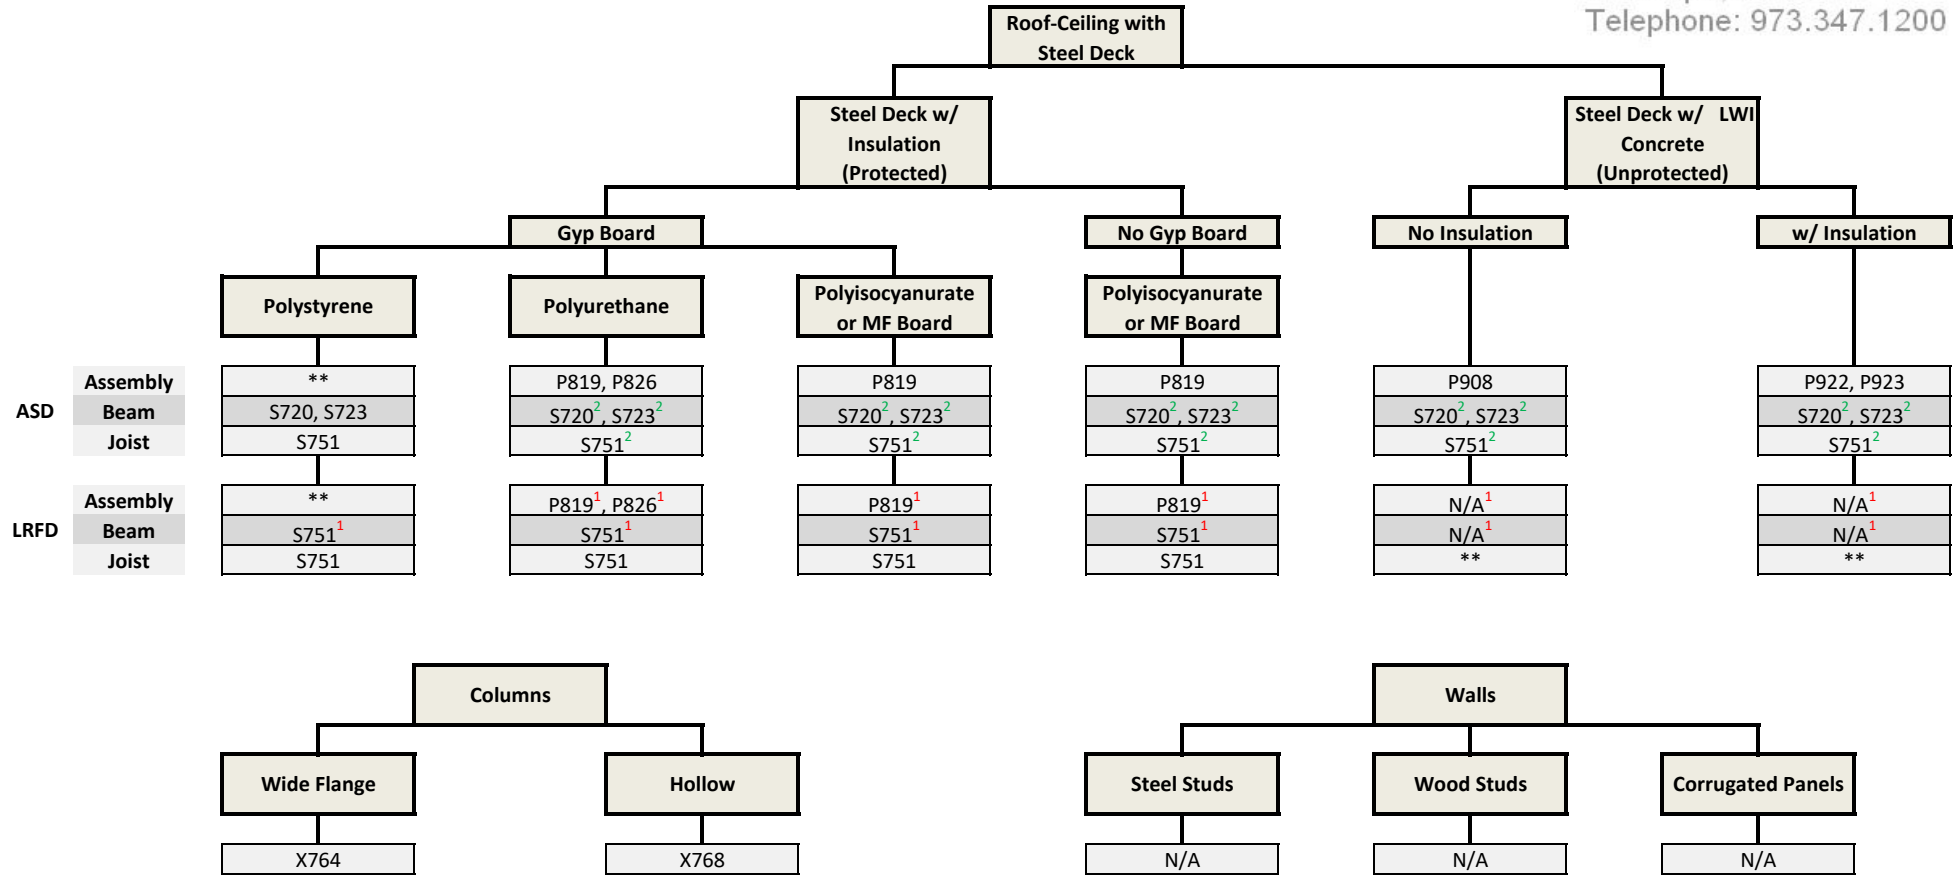 Telephone: 973.347.1200
Roof-Ceiling with
Steel Deck
Steel Deck w/
Insulation
(Protected)
Steel Deck w/ LWI
Concrete
(Unprotected)
Gyp Board
No Gyp Board
No Insulation
w/ Insulation
Polystyrene
Polyurethane
Polyisocyanurate
or MF Board
Polyisocyanurate
or MF Board
ASD
Assembly ** P819, P826 P819 P819 P908 P922, P923
Beam S720, S723 S720², S723² S720², S723² S720², S723² S720², S723² S720², S723²
Joist S751 S751² S751² S751² S751² S751²
LRFD
Assembly ** P819¹, P826¹ P819¹ P819¹ N/A¹ N/A¹
Beam S751¹ S751¹ S751¹ S751¹ N/A¹ N/A¹
Joist S751 S751 S751 S751 ** **
Columns
Wide Flange
Hollow
X764
X768
Walls
Steel Studs
Wood Studs
Corrugated Panels
N/A
N/A
N/A